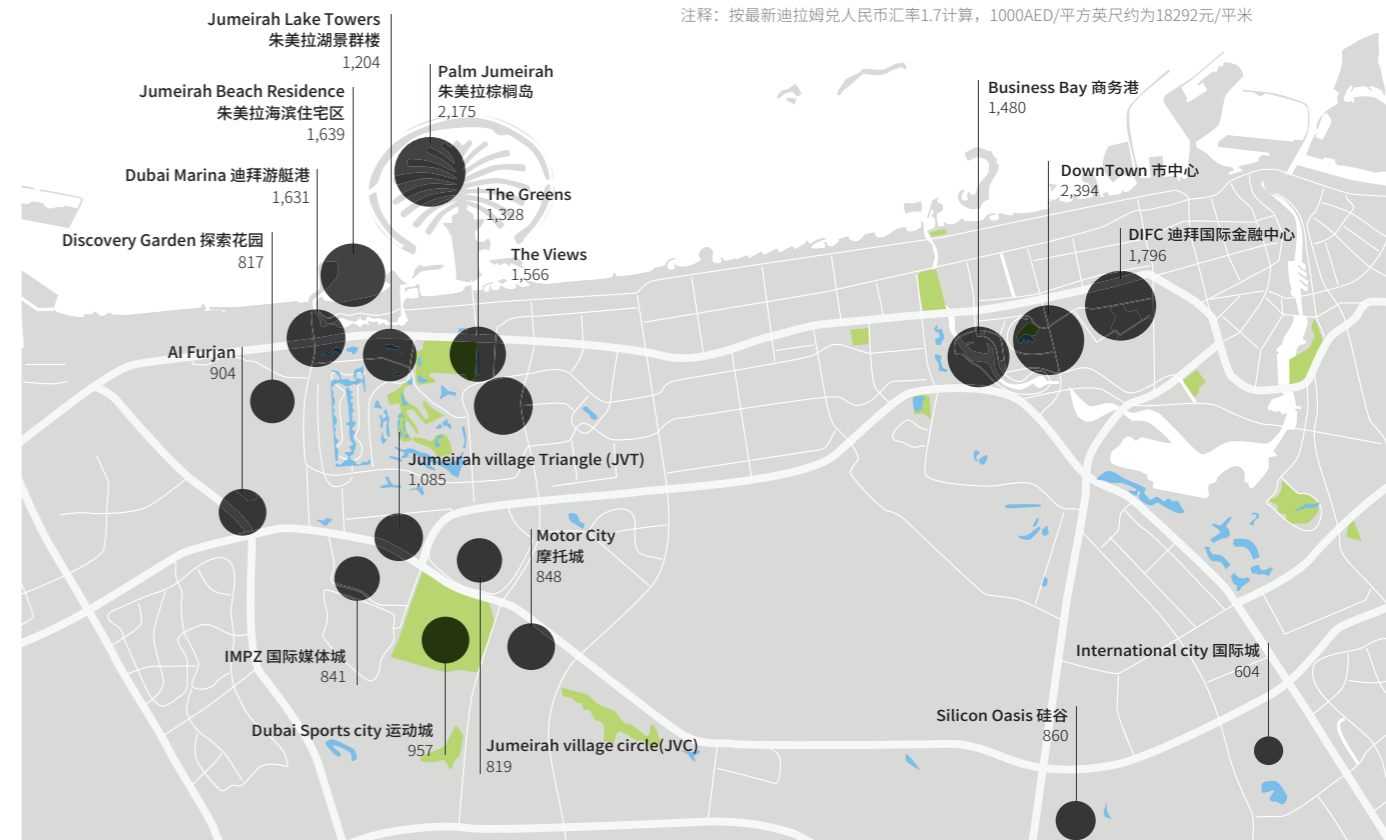 注释：按最新迪拉姆兑人民币汇率1.7计算，1000AED/平方英尺约为18292元/平米
Jumeirah Lake Towers
朱美拉湖景群楼
1,204
Jumeirah Beach Residence
朱美拉海滨住宅区
1,639
Palm Jumeirah
朱美拉棕榈岛
2,175
Business Bay 商务港
1,480
Dubai Marina 迪拜游艇港
1,631
The Greens
1,328
DownTown 市中心
2,394
Discovery Garden 探索花园
817
The Views
1,566
DIFC 迪拜国际金融中心
1,796
AI Furjan
904
Jumeirah village Triangle (JVT)
1,085
Motor City
摩托城
848
IMPZ 国际媒体城
841
International city 国际城
604
Dubai Sports city 运动城
957
Jumeirah village circle(JVC)
819
Silicon Oasis 硅谷
860